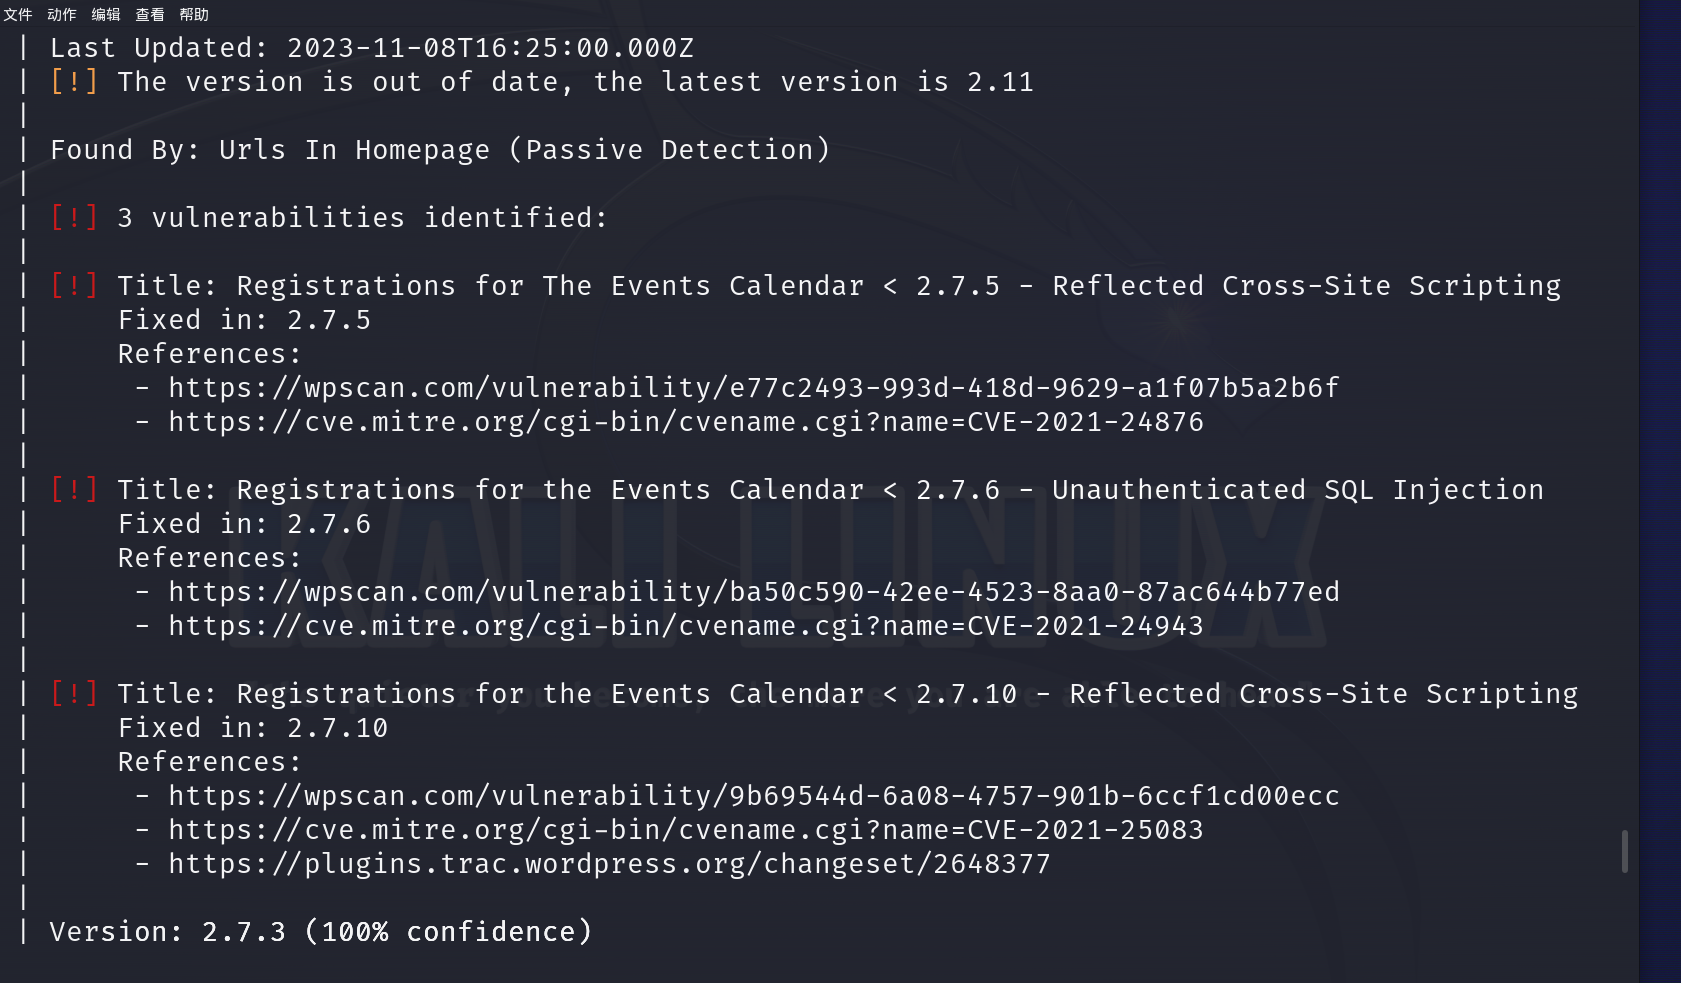 文件 动作 编辑 查看 帮助
| Last Updated: 2023-11-08T16:25:00.000Z
| [!] The version is out of date, the latest version is 2.11
|
| Found By: Urls In Homepage (Passive Detection)
|
| [!] 3 vulnerabilities identified:
|
| [!] Title: Registrations for The Events Calendar < 2.7.5 - Reflected Cross-Site Scripting
|     Fixed in: 2.7.5
|     References:
|      - https://wpscan.com/vulnerability/e77c2493-993d-418d-9629-a1f07b5a2b6f
|      - https://cve.mitre.org/cgi-bin/cvename.cgi?name=CVE-2021-24876
|
| [!] Title: Registrations for the Events Calendar < 2.7.6 - Unauthenticated SQL Injection
|     Fixed in: 2.7.6
|     References:
|      - https://wpscan.com/vulnerability/ba50c590-42ee-4523-8aa0-87ac644b77ed
|      - https://cve.mitre.org/cgi-bin/cvename.cgi?name=CVE-2021-24943
|
| [!] Title: Registrations for the Events Calendar < 2.7.10 - Reflected Cross-Site Scripting
|     Fixed in: 2.7.10
|     References:
|      - https://wpscan.com/vulnerability/9b69544d-6a08-4757-901b-6ccf1cd00ecc
|      - https://cve.mitre.org/cgi-bin/cvename.cgi?name=CVE-2021-25083
|      - https://plugins.trac.wordpress.org/changeset/2648377
|
| Version: 2.7.3 (100% confidence)
KALI LINUX